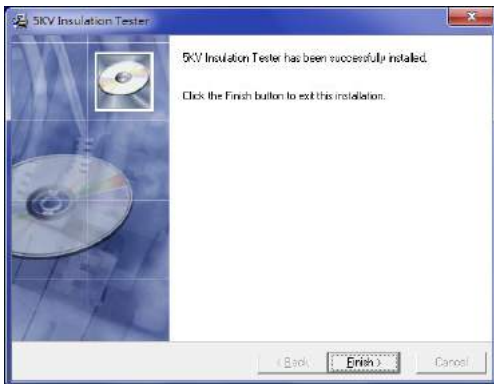 5KV Insulation Tester
5KV Insulation Tester has been successfully installed.
Click the Finish button to exit this installation.
< Back
Finish >
Cancel